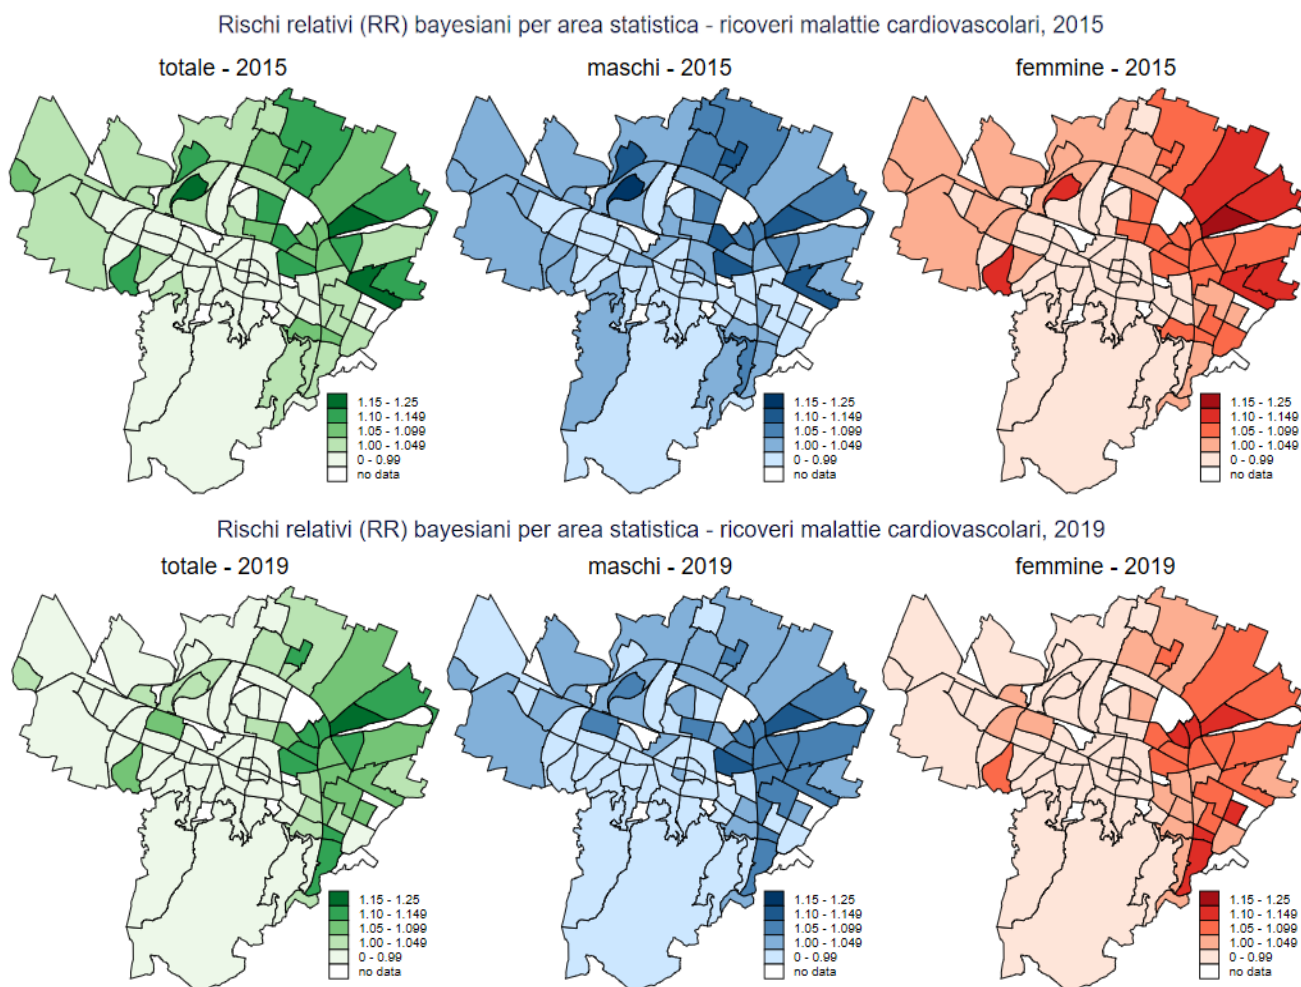 Rischi relativi (RR) bayesiani per area statistica - ricoveri malattie cardiovascolari, 2015
totale - 2015
maschi - 2015
femmine - 2015
1.15 - 1.25
1.10 - 1.149
1.05 - 1.099
1.00 - 1.049
0 - 0.99
no data
1.15 - 1.25
1.10 - 1.149
1.05 - 1.099
1.00 - 1.049
0 - 0.99
no data
1.15 - 1.25
1.10 - 1.149
1.05 - 1.099
1.00 - 1.049
0 - 0.99
no data
Rischi relativi (RR) bayesiani per area statistica - ricoveri malattie cardiovascolari, 2019
totale - 2019
maschi - 2019
femmine - 2019
1.15 - 1.25
1.10 - 1.149
1.05 - 1.099
1.00 - 1.049
0 - 0.99
no data
1.15 - 1.25
1.10 - 1.149
1.05 - 1.099
1.00 - 1.049
0 - 0.99
no data
1.15 - 1.25
1.10 - 1.149
1.05 - 1.099
1.00 - 1.049
0 - 0.99
no data